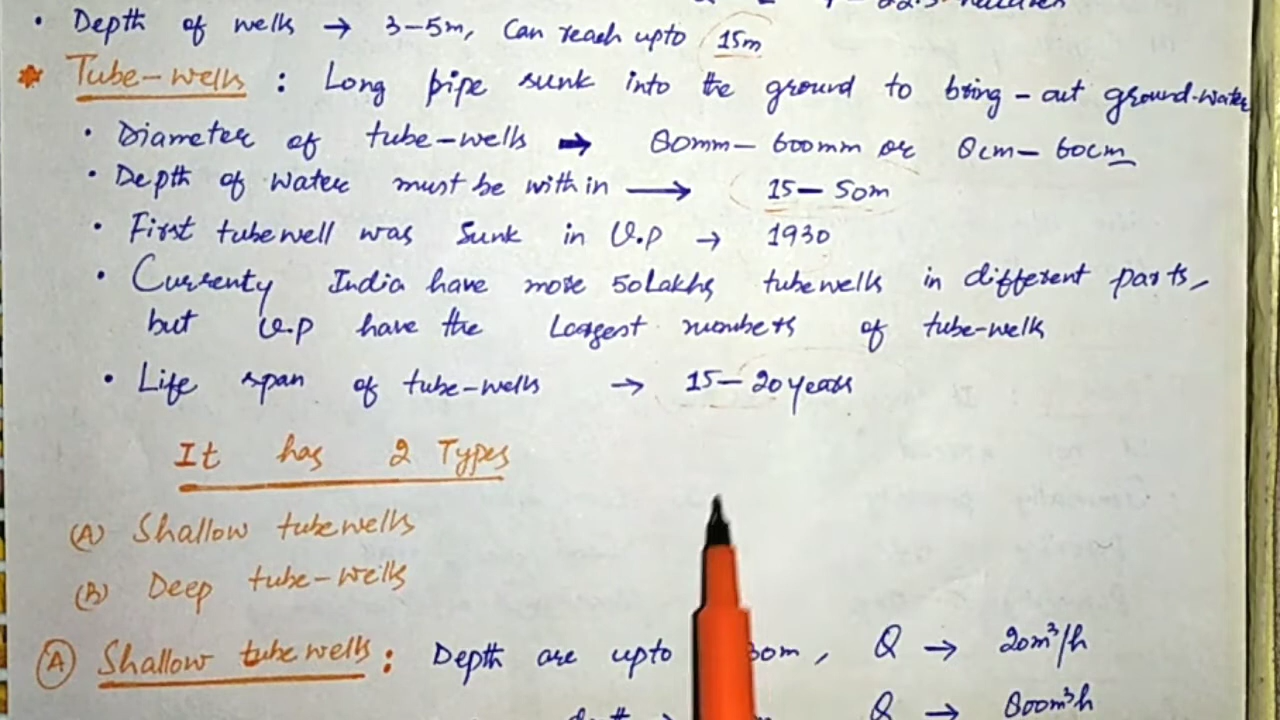 • Depth of wells → 3-5m, Can reach upto 15m
* Tube-wells : Long pipe sunk into the ground to bring-out ground-water
• Diameter of tube-wells → 80mm - 600mm or 8cm - 60cm
• Depth of water must be within → 15 - 50m
• First tubewell was Sunk in U.P → 1930
• Currenty India have more 50Lakhs tubewells in different parts,
but U.P have the Largest numbers of tube-wells
• Life span of tube-wells → 15-20 years
It has 2 Types
(A) Shallow tubewells
(B) Deep tube-wells
(A) Shallow tubewells : Depth are upto 30m, Q → 20m³/h
Q → 800m³h